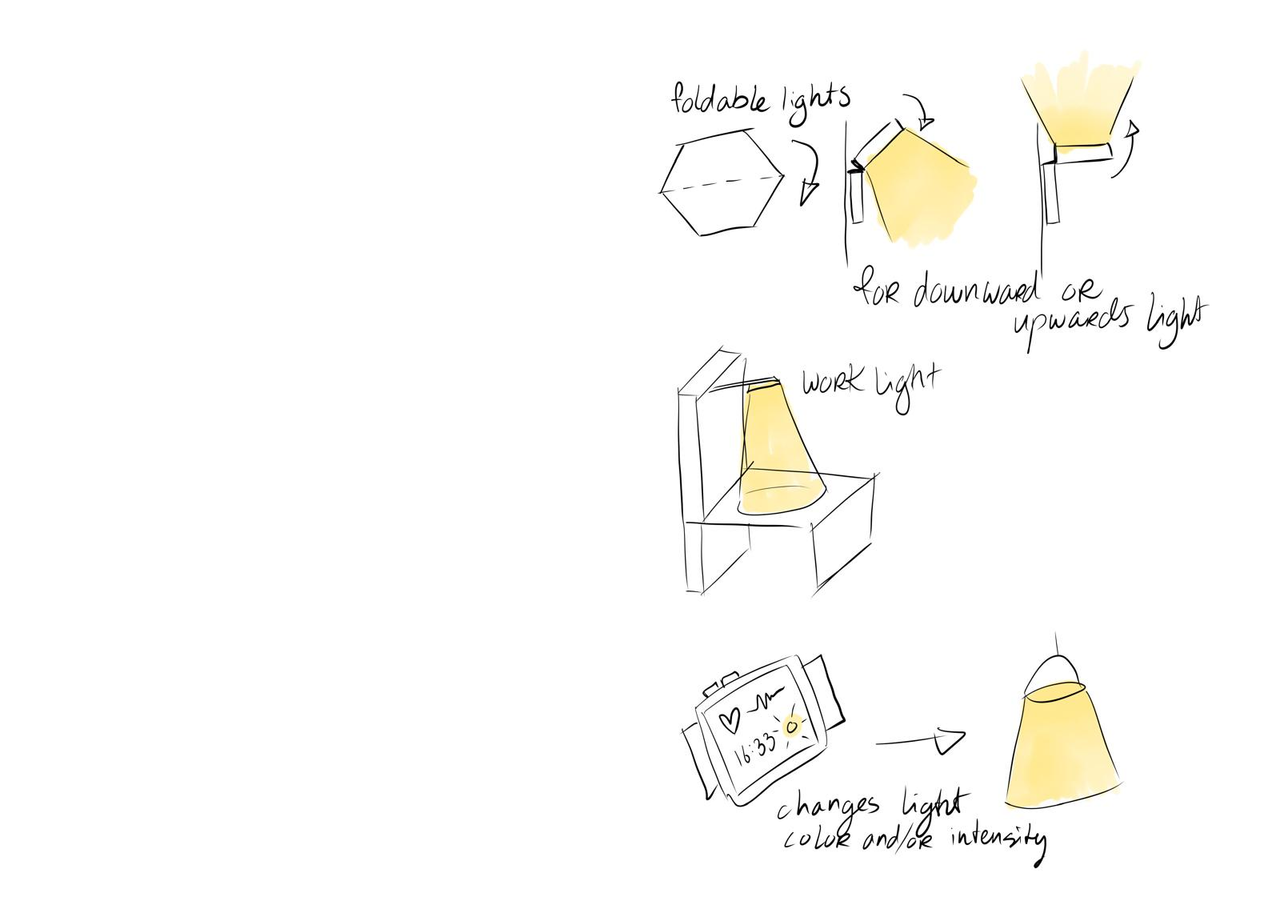 foldable lights
for downward or
upwards light
work light
16:33
changes light
color and/or intensity